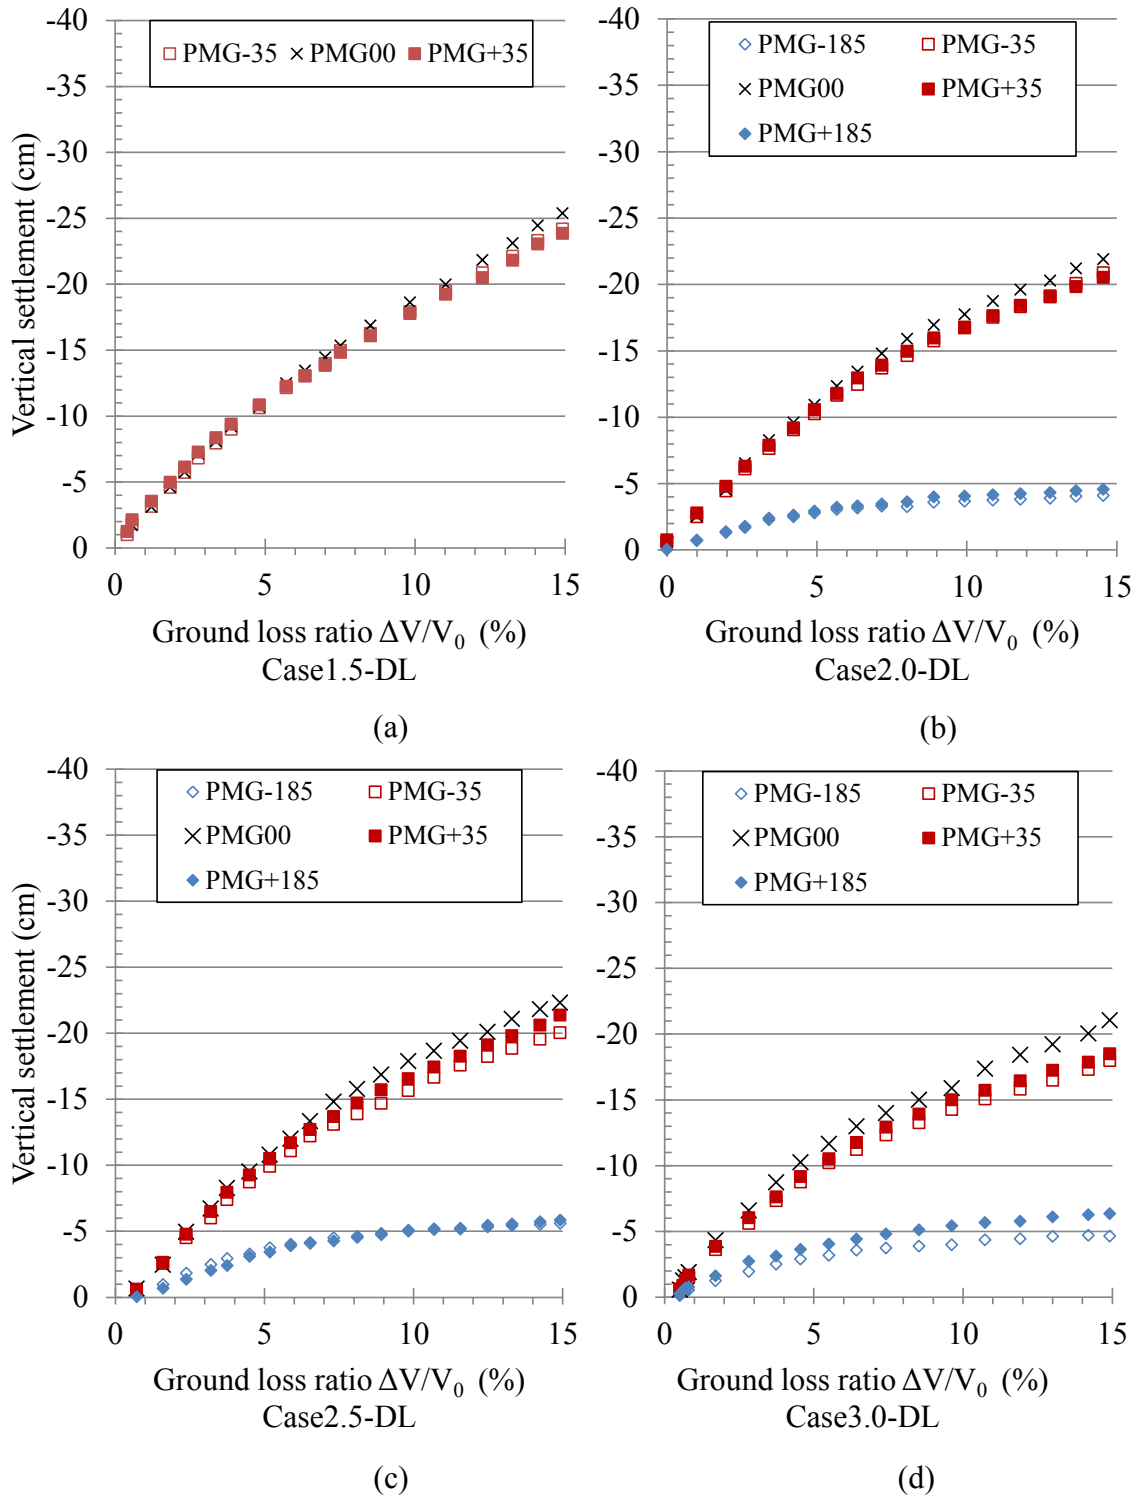 -40
-35
-30
-25
-20
-15
-10
-5
0
Vertical settlement (cm)
PMG-35 PMG00 PMG+35
0 5 10 15
Ground loss ratio ΔV/V0 (%)
Case1.5-DL
(a)
-40
-35
-30
-25
-20
-15
-10
-5
0
PMG-185 PMG-35
PMG00 PMG+35
PMG+185
0 5 10 15
Ground loss ratio ΔV/V0 (%)
Case2.0-DL
(b)
-40
-35
-30
-25
-20
-15
-10
-5
0
Vertical settlement (cm)
PMG-185 PMG-35
PMG00 PMG+35
PMG+185
0 5 10 15
Ground loss ratio ΔV/V0 (%)
Case2.5-DL
(c)
-40
-35
-30
-25
-20
-15
-10
-5
0
PMG-185 PMG-35
PMG00 PMG+35
PMG+185
0 5 10 15
Ground loss ratio ΔV/V0 (%)
Case3.0-DL
(d)